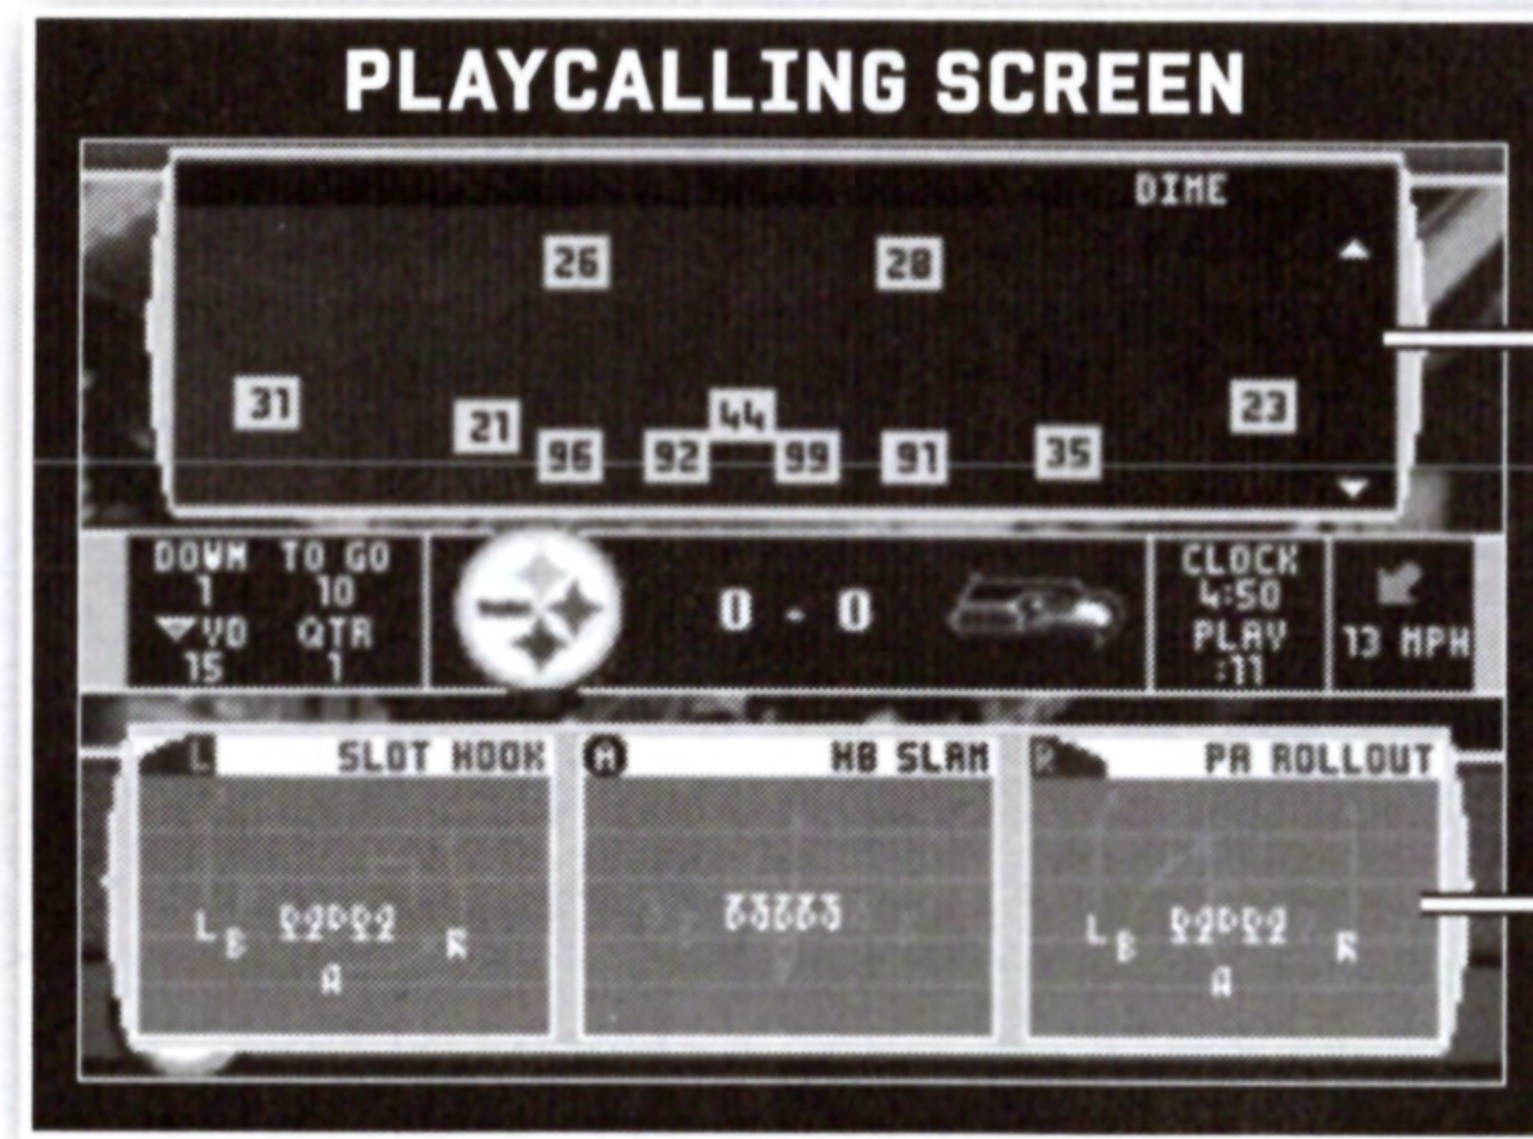 PLAYCALLING SCREEN
DIME
26 28
31 21 44 23
96 92 99 91 35
DOWN TO GO
1 10
YD QTR
15 1
0 - 0
CLOCK
4:50
PLAY
:11
13 MPH
L SLOT HOOK
A HB SLAM
R PA ROLLOUT
L B A R
L B A R